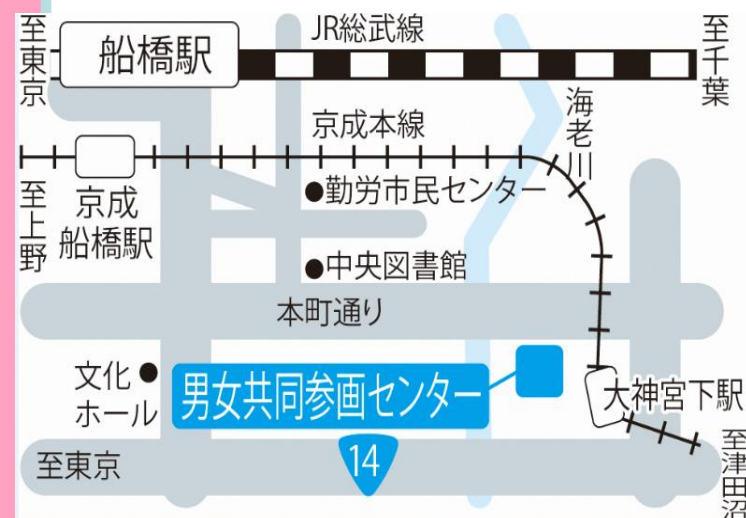 至東京
船橋駅
JR総武線
至千葉
京成本線
海老川
至上野
京成
船橋駅
●勤労市民センター
●中央図書館
本町通り
文化●
ホール
男女共同参画センター
大神宮下駅
14
至東京
至津田沼